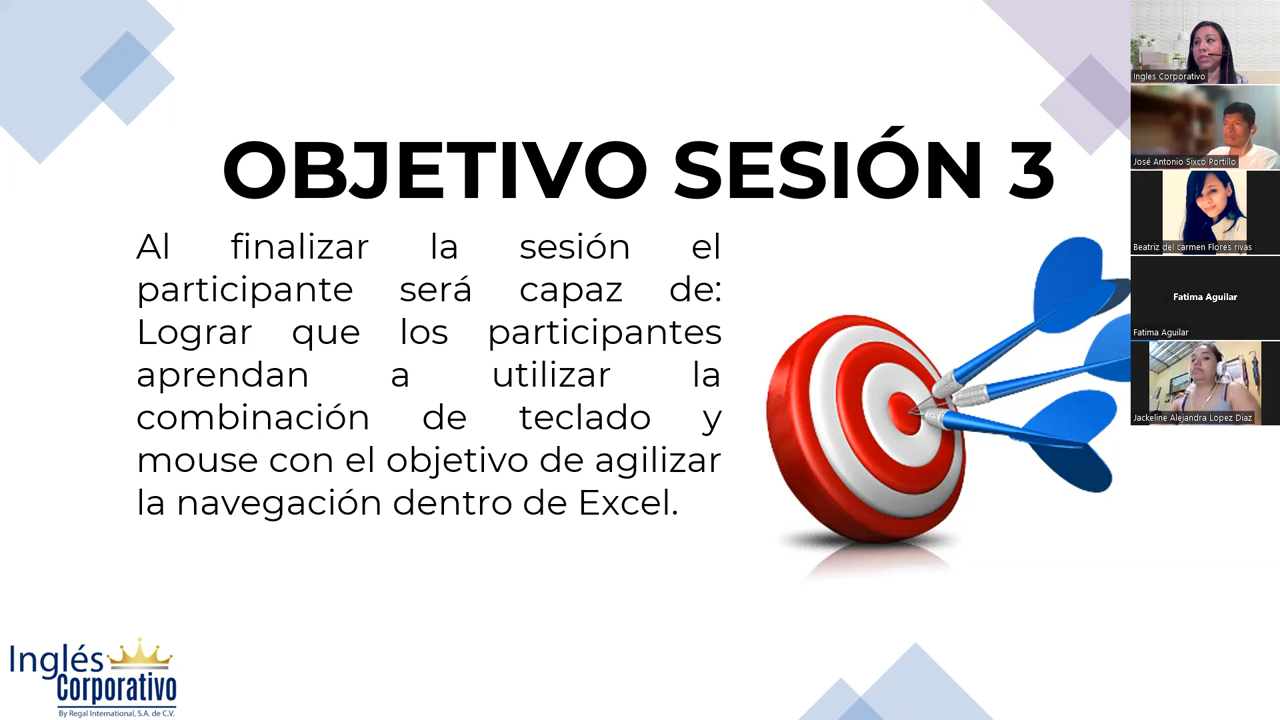 OBJETIVO SESIÓN 3
Al finalizar la sesión el
participante será capaz de:
Lograr que los participantes
aprendan a utilizar la
combinación de teclado y
mouse con el objetivo de agilizar
la navegación dentro de Excel.
Inglés
Corporativo
By Regal International, S.A. de C.V.
Ingles Corporativo
José Antonio Sixco Portillo
Beatriz del carmen Flores rivas
Fatima Aguilar
Fatima Aguilar
Jackeline Alejandra Lopez Diaz